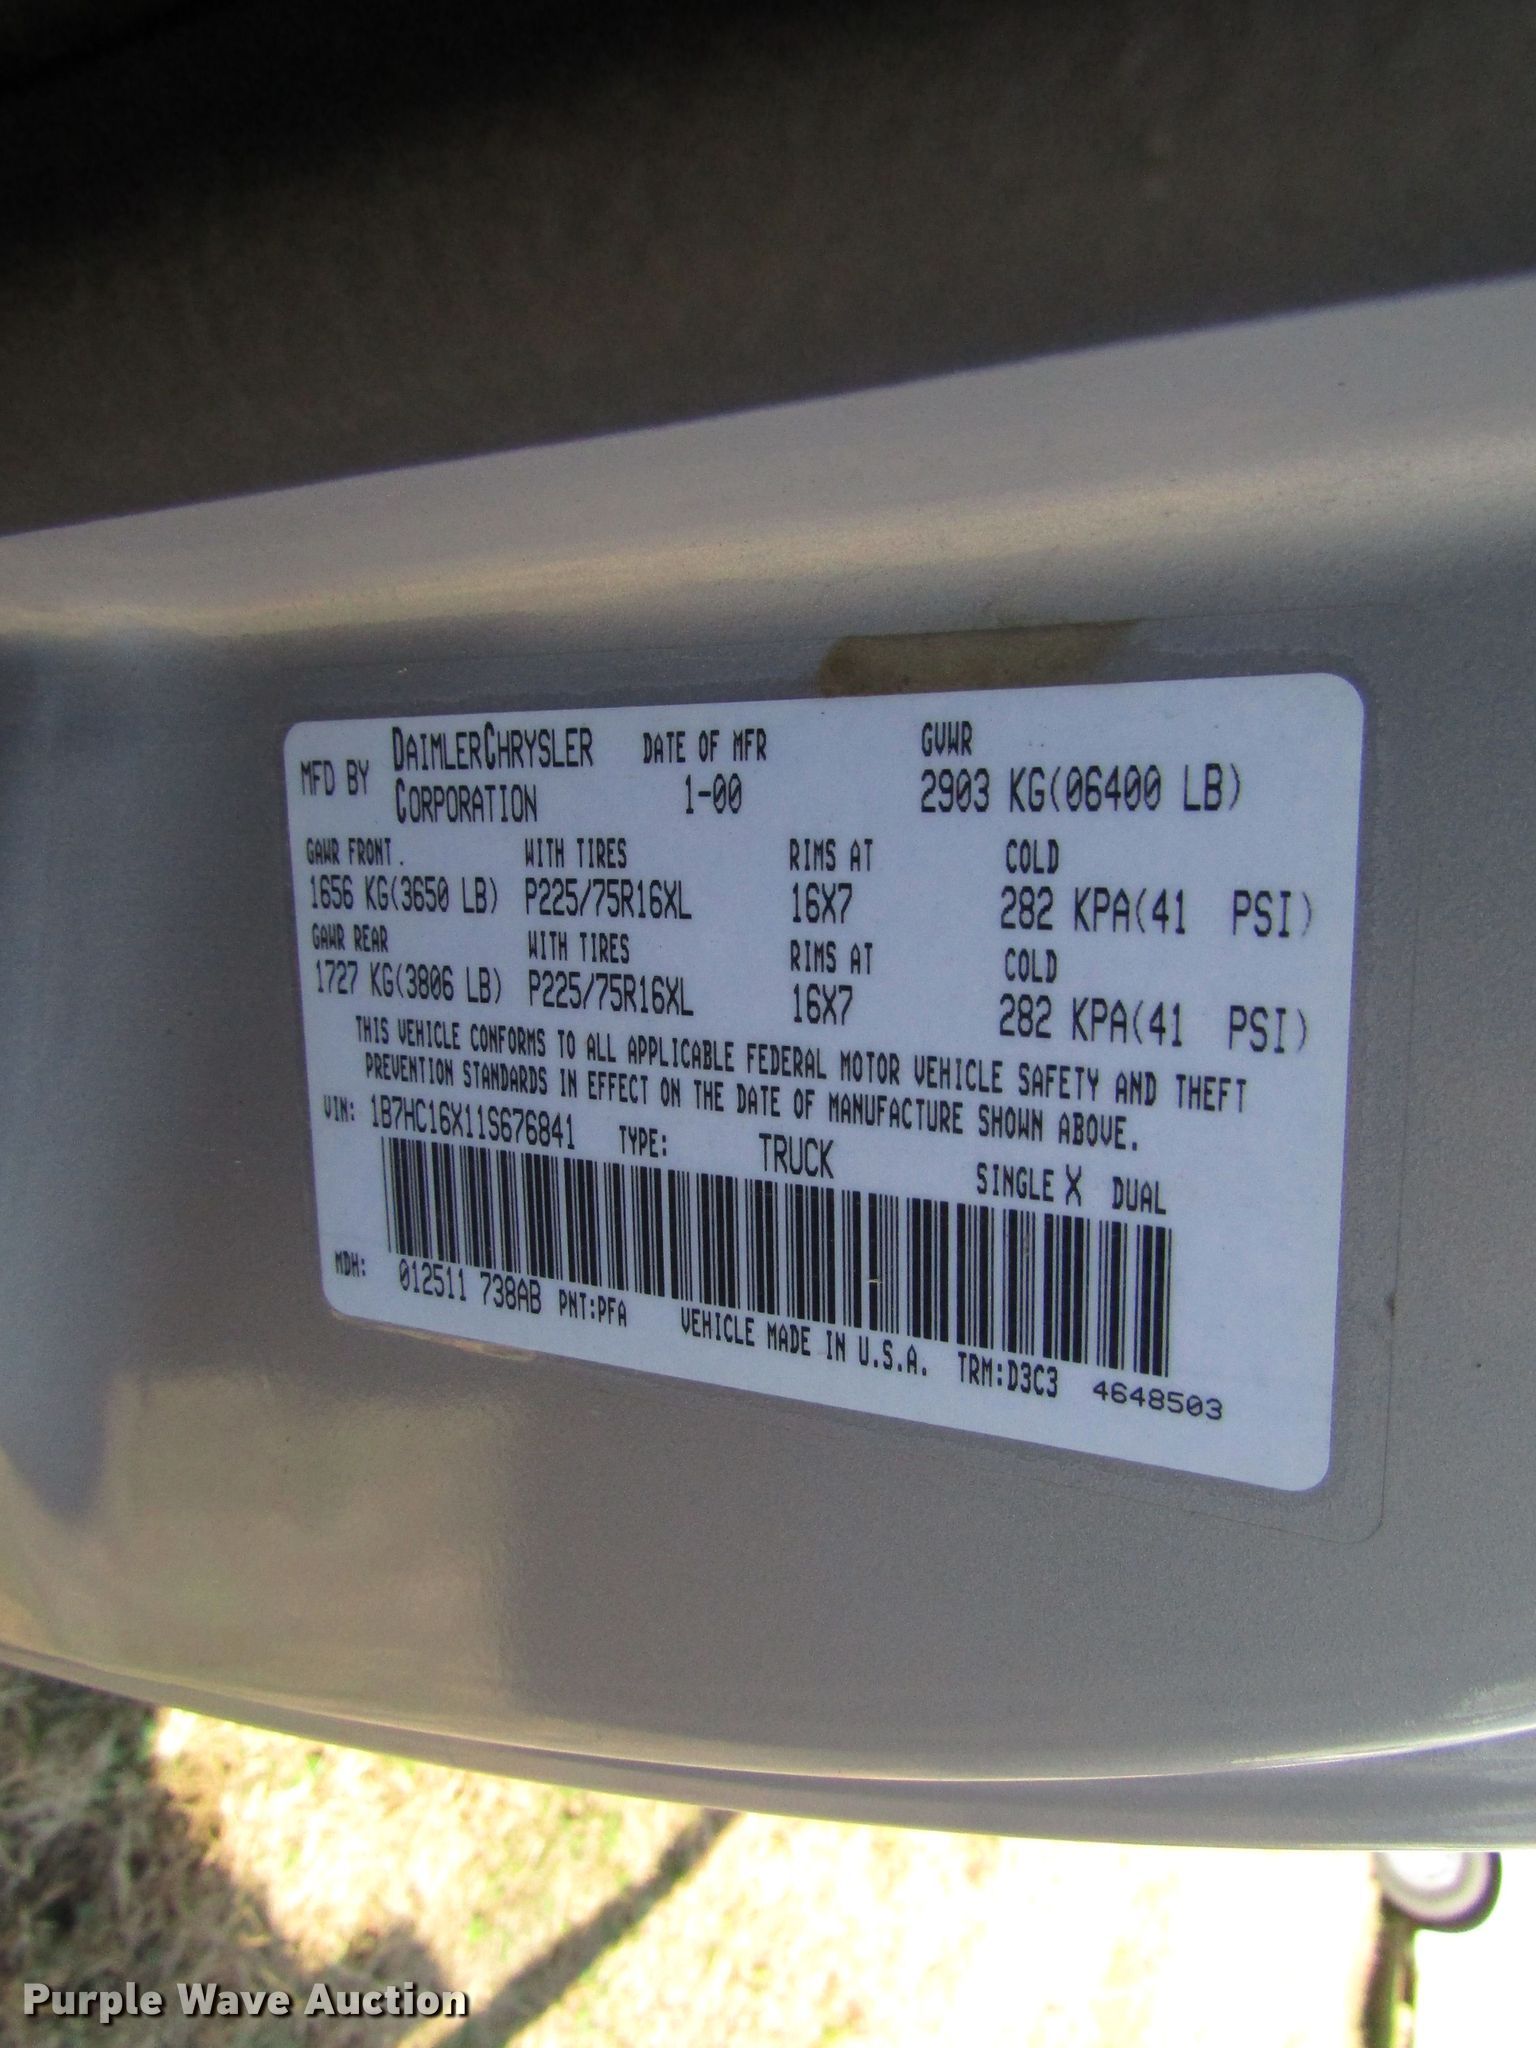 MFD BY DAIMLERCHRYSLER CORPORATION DATE OF MFR 1-00 GVWR 2903 KG(06400 LB)
GAWR FRONT. WITH TIRES RIMS AT COLD
1656 KG(3650 LB) P225/75R16XL 16X7 282 KPA(41 PSI)
GAWR REAR WITH TIRES RIMS AT COLD
1727 KG(3806 LB) P225/75R16XL 16X7 282 KPA(41 PSI)
THIS VEHICLE CONFORMS TO ALL APPLICABLE FEDERAL MOTOR VEHICLE SAFETY AND THEFT
PREVENTION STANDARDS IN EFFECT ON THE DATE OF MANUFACTURE SHOWN ABOVE.
VIN: 1B7HC16X11S676841 TYPE: TRUCK SINGLE X DUAL
MDH: 012511 738AB PNT:PFA VEHICLE MADE IN U.S.A. TRM:D3C3 4648503
Purple Wave Auction